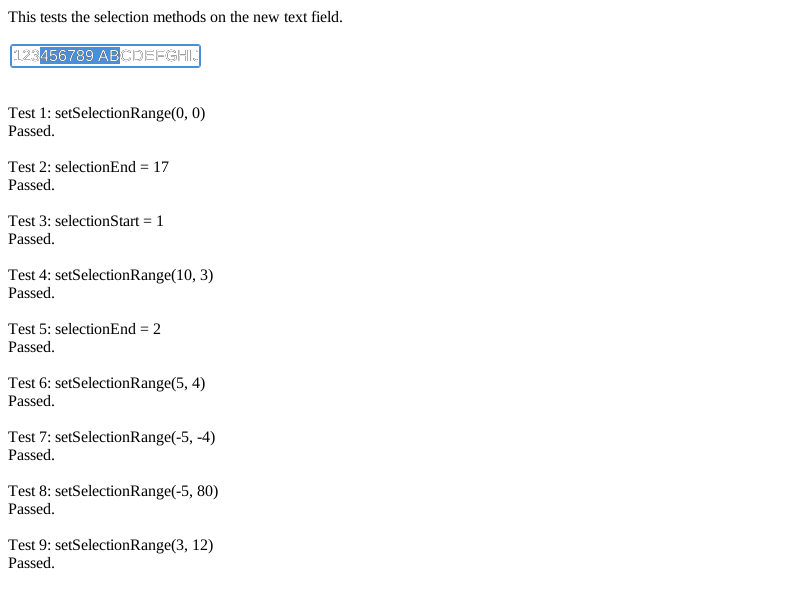 This tests the selection methods on the new text field.
123456789 ABCDEFGHIJ
Test 1: setSelectionRange(0, 0)
Passed.
Test 2: selectionEnd = 17
Passed.
Test 3: selectionStart = 1
Passed.
Test 4: setSelectionRange(10, 3)
Passed.
Test 5: selectionEnd = 2
Passed.
Test 6: setSelectionRange(5, 4)
Passed.
Test 7: setSelectionRange(-5, -4)
Passed.
Test 8: setSelectionRange(-5, 80)
Passed.
Test 9: setSelectionRange(3, 12)
Passed.